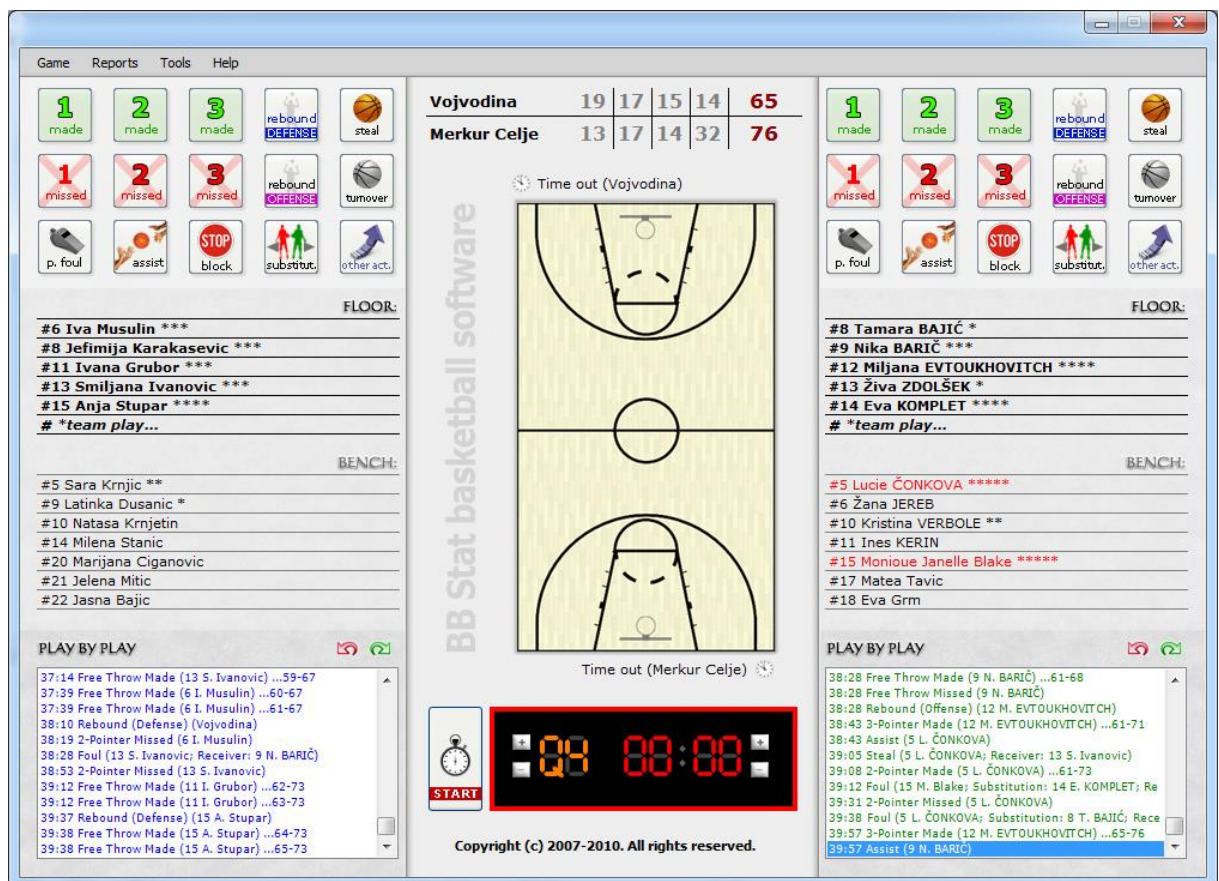 Game Reports Tools Help
1 made
2 made
3 made
rebound DEFENSE
steal
1 missed
2 missed
3 missed
rebound OFFENSE
turnover
p. foul
assist
STOP block
substitut.
other act.
FLOOR:
#6 Iva Musulin ***
#8 Jefimija Karakasevic ***
#11 Ivana Grubor ***
#13 Smiljana Ivanovic ***
#15 Anja Stupar ****
# *team play...
BENCH:
#5 Sara Krnjic **
#9 Latinka Dusanic *
#10 Natasa Krnjetin
#14 Milena Stanic
#20 Marijana Ciganovic
#21 Jelena Mitic
#22 Jasna Bajic
PLAY BY PLAY
37:14 Free Throw Made (13 S. Ivanovic) ...59-67
37:39 Free Throw Made (6 I. Musulin) ...60-67
37:39 Free Throw Made (6 I. Musulin) ...61-67
38:10 Rebound (Defense) (Vojvodina)
38:19 2-Pointer Missed (6 I. Musulin)
38:28 Foul (13 S. Ivanovic; Receiver: 9 N. BARIČ)
38:53 2-Pointer Missed (13 S. Ivanovic)
39:12 Free Throw Made (11 I. Grubor) ...62-73
39:12 Free Throw Made (11 I. Grubor) ...63-73
39:37 Rebound (Defense) (15 A. Stupar)
39:38 Free Throw Made (15 A. Stupar) ...64-73
39:38 Free Throw Made (15 A. Stupar) ...65-73
Vojvodina 19 17 15 14 65
Merkur Celje 13 17 14 32 76
Time out (Vojvodina)
BB Stat basketball software
Time out (Merkur Celje)
START
Q4 00:00
Copyright (c) 2007-2010. All rights reserved.
1 made
2 made
3 made
rebound DEFENSE
steal
1 missed
2 missed
3 missed
rebound OFFENSE
turnover
p. foul
assist
STOP block
substitut.
other act.
FLOOR:
#8 Tamara BAJIĆ *
#9 Nika BARIČ ***
#12 Miljana EVTOUKHOVITCH ****
#13 Živa ZDOLŠEK *
#14 Eva KOMPLET ****
# *team play...
BENCH:
#5 Lucie ČONKOVA *****
#6 Žana JEREB
#10 Kristina VERBOLE **
#11 Ines KERIN
#15 Monioue Janelle Blake *****
#17 Matea Tavic
#18 Eva Grm
PLAY BY PLAY
38:28 Free Throw Made (9 N. BARIČ) ...61-68
38:28 Free Throw Missed (9 N. BARIČ)
38:28 Rebound (Offense) (12 M. EVTOUKHOVITCH)
38:43 3-Pointer Made (12 M. EVTOUKHOVITCH) ...61-71
38:43 Assist (5 L. ČONKOVA)
39:05 Steal (5 L. ČONKOVA; Receiver: 13 S. Ivanovic)
39:08 2-Pointer Made (5 L. ČONKOVA) ...61-73
39:12 Foul (15 M. Blake; Substitution: 14 E. KOMPLET; Re
39:31 2-Pointer Missed (5 L. ČONKOVA)
39:38 Foul (5 L. ČONKOVA; Substitution: 8 T. BAJIĆ; Rece
39:57 3-Pointer Made (12 M. EVTOUKHOVITCH) ...65-76
39:57 Assist (9 N. BARIČ)